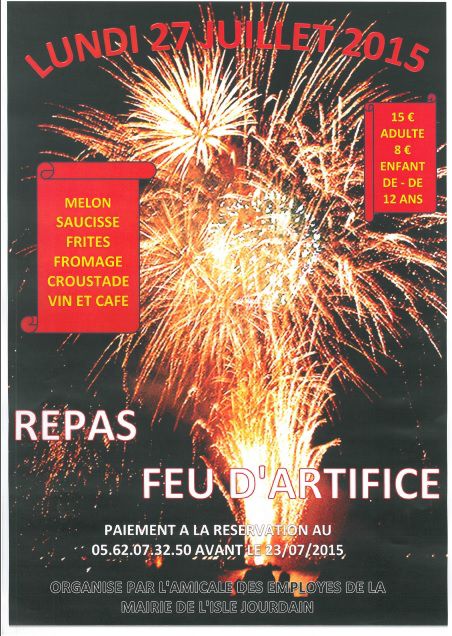 LUNDI 27 JUILLET 2015
15 €
ADULTE
8 €
ENFANT
DE - DE
12 ANS
MELON
SAUCISSE
FRITES
FROMAGE
CROUSTADE
VIN ET CAFE
REPAS
FEU D'ARTIFICE
PAIEMENT A LA RESERVATION AU
05.62.07.32.50 AVANT LE 23/07/2015
ORGANISE PAR L'AMICALE DES EMPLOYES DE LA
MAIRIE DE L'ISLE JOURDAIN